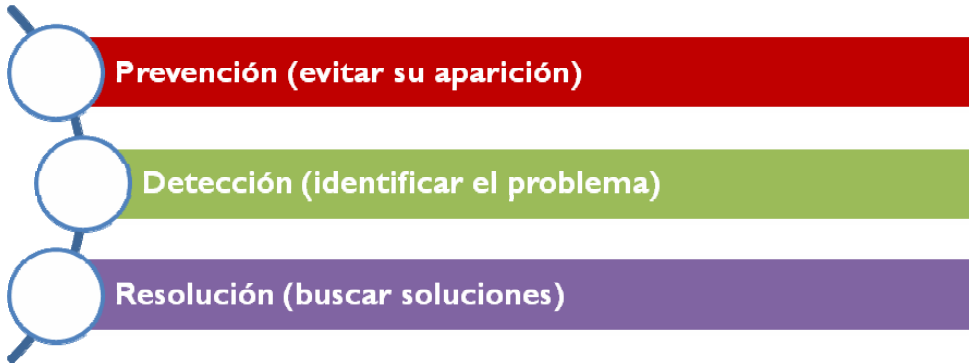 Prevención (evitar su aparición)
Detección (identificar el problema)
Resolución (buscar soluciones)